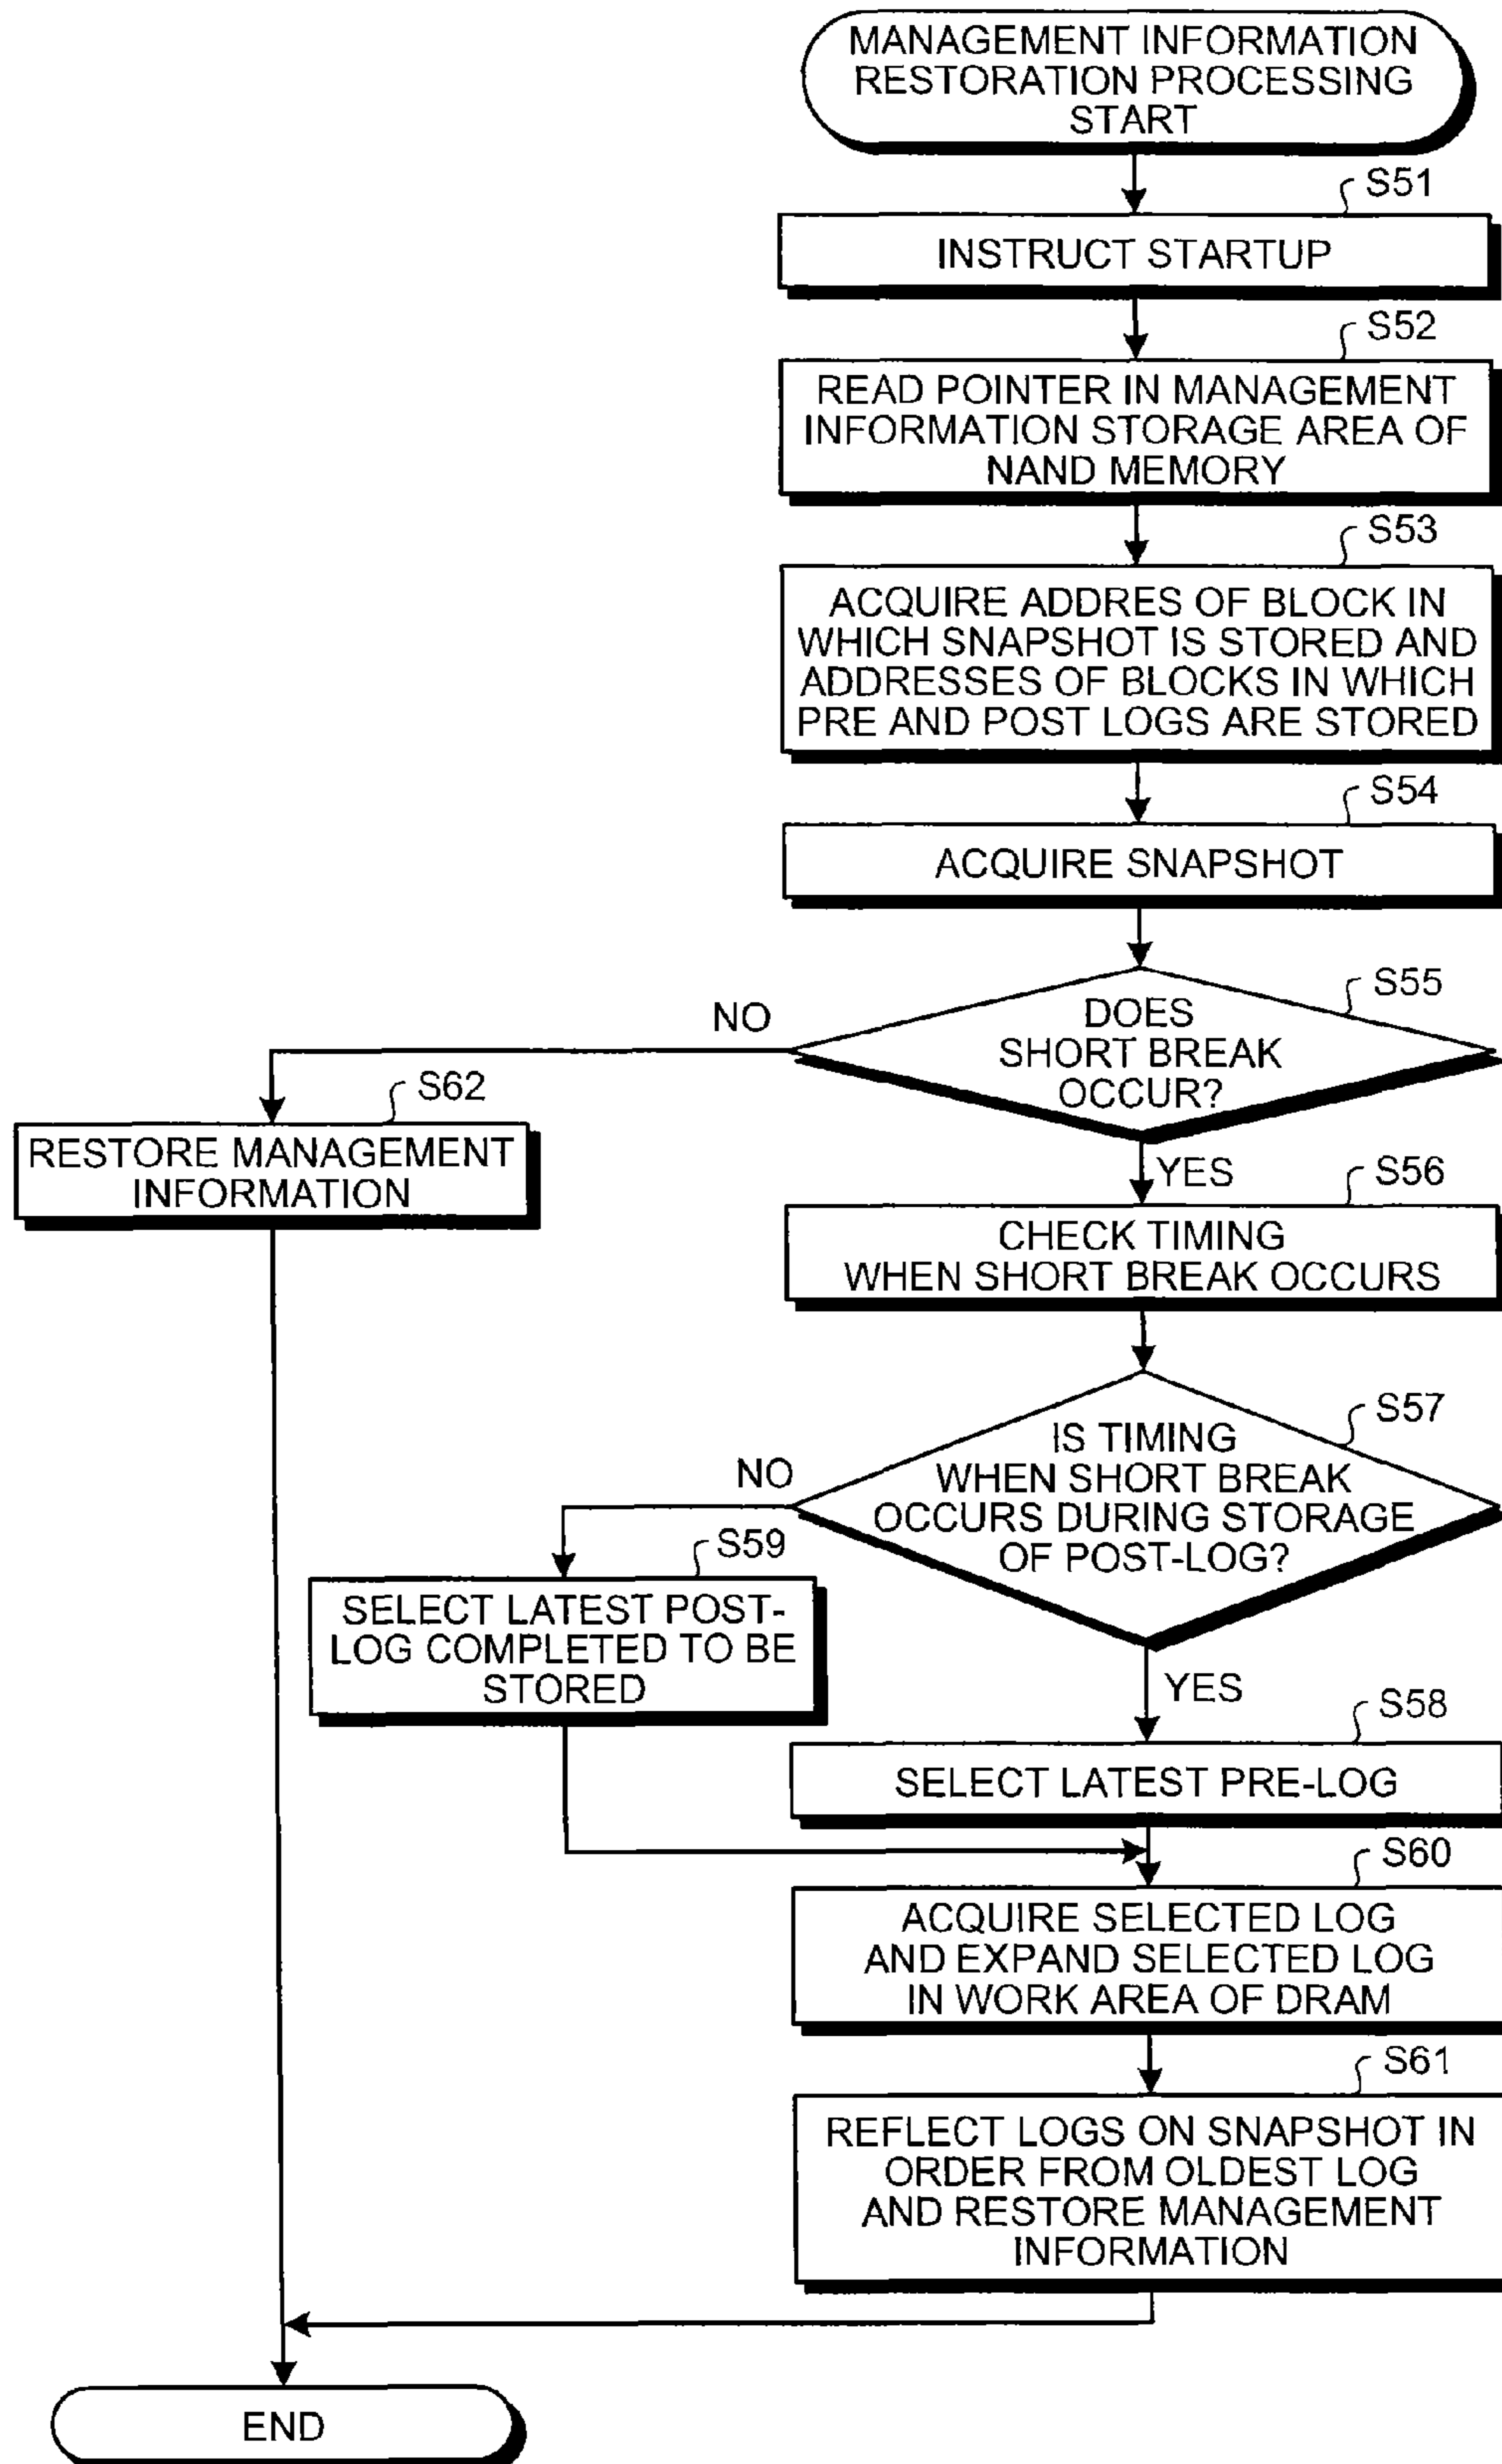 MANAGEMENT INFORMATION
RESTORATION PROCESSING
START
S51
INSTRUCT STARTUP
S52
READ POINTER IN MANAGEMENT
INFORMATION STORAGE AREA OF
NAND MEMORY
S53
ACQUIRE ADDRES OF BLOCK IN
WHICH SNAPSHOT IS STORED AND
ADDRESSES OF BLOCKS IN WHICH
PRE AND POST LOGS ARE STORED
S54
ACQUIRE SNAPSHOT
S55
DOES
SHORT BREAK
OCCUR?
NO
S62
RESTORE MANAGEMENT
INFORMATION
YES
S56
CHECK TIMING
WHEN SHORT BREAK OCCURS
S57
IS TIMING
WHEN SHORT BREAK
OCCURS DURING STORAGE
OF POST-LOG?
NO
S59
SELECT LATEST POST-
LOG COMPLETED TO BE
STORED
YES
S58
SELECT LATEST PRE-LOG
S60
ACQUIRE SELECTED LOG
AND EXPAND SELECTED LOG
IN WORK AREA OF DRAM
S61
REFLECT LOGS ON SNAPSHOT IN
ORDER FROM OLDEST LOG
AND RESTORE MANAGEMENT
INFORMATION
END